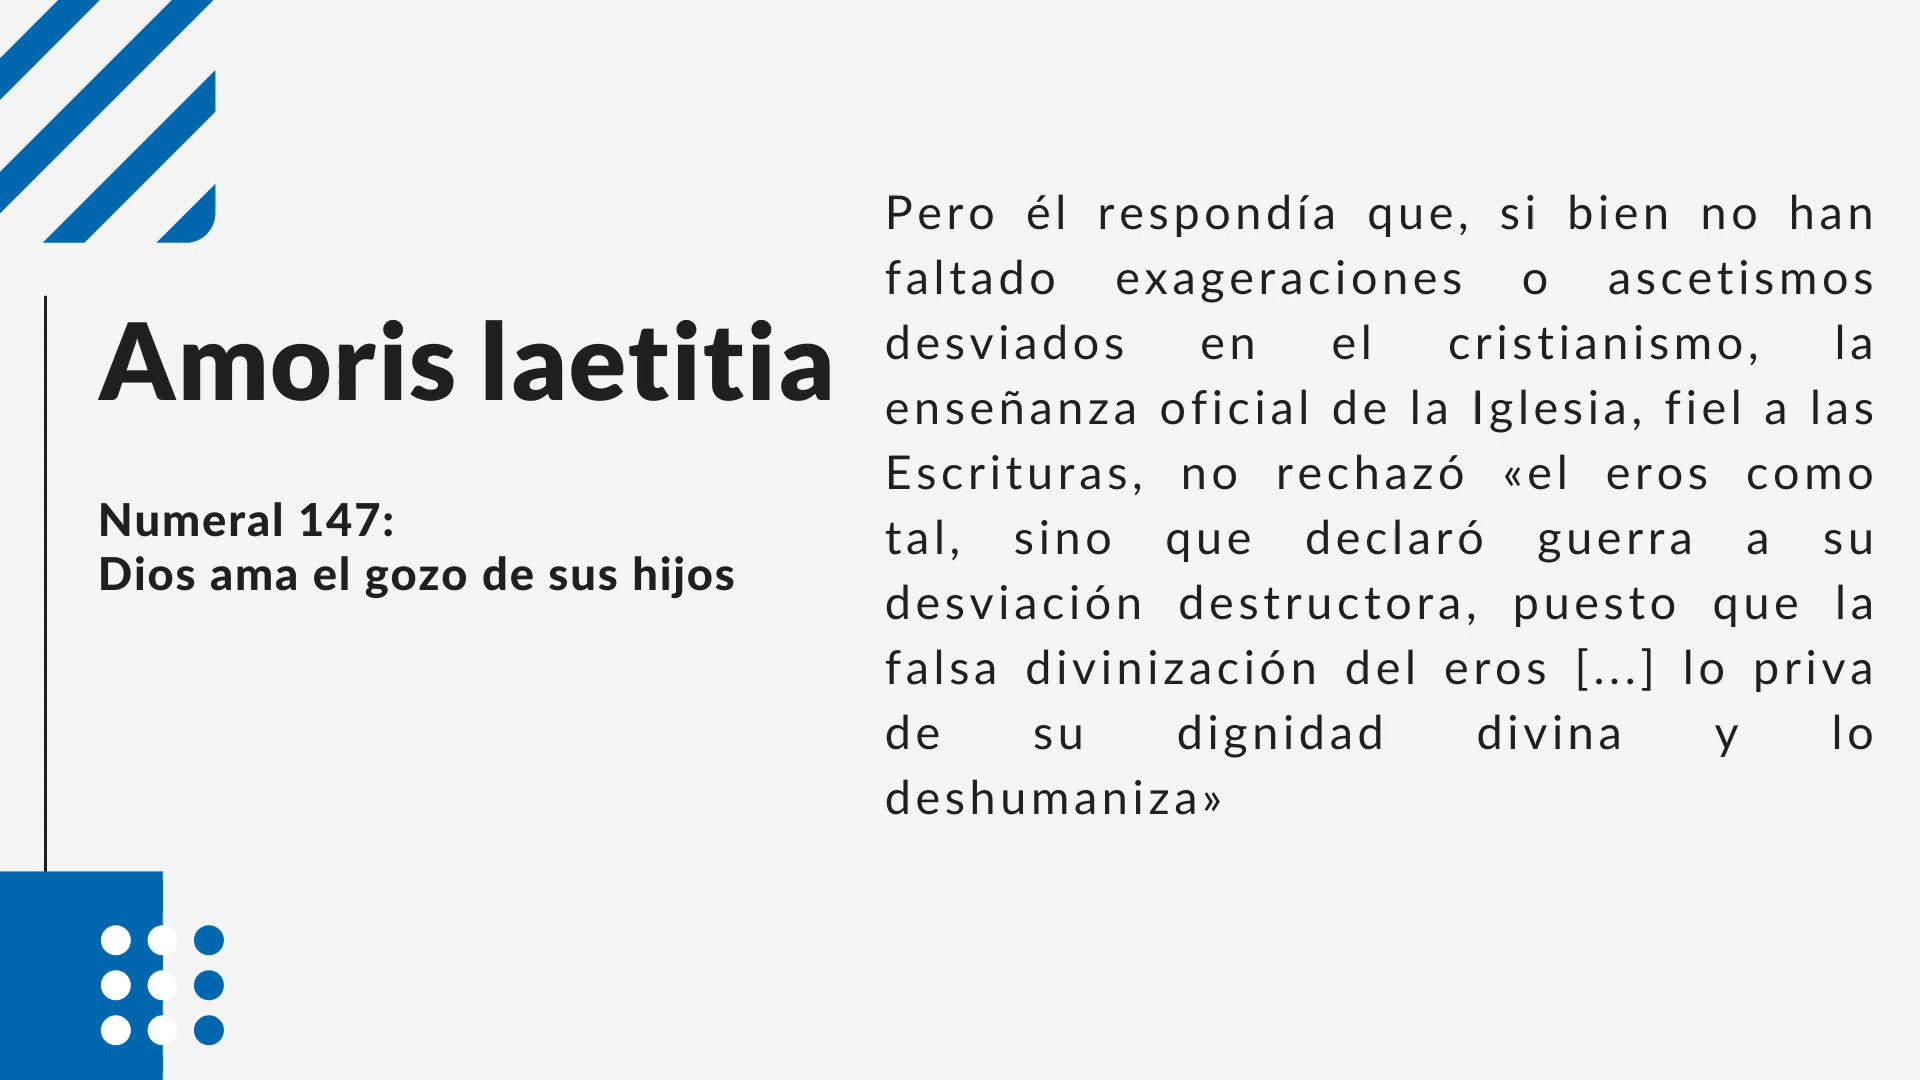 Amoris laetitia
Numeral 147:
Dios ama el gozo de sus hijos
Pero él respondía que, si bien no han
faltado exageraciones o ascetismos
desviados en el cristianismo, la
enseñanza oficial de la Iglesia, fiel a las
Escrituras, no rechazó «el eros como
tal, sino que declaró guerra a su
desviación destructora, puesto que la
falsa divinización del eros [...] lo priva
de su dignidad divina y lo
deshumaniza»